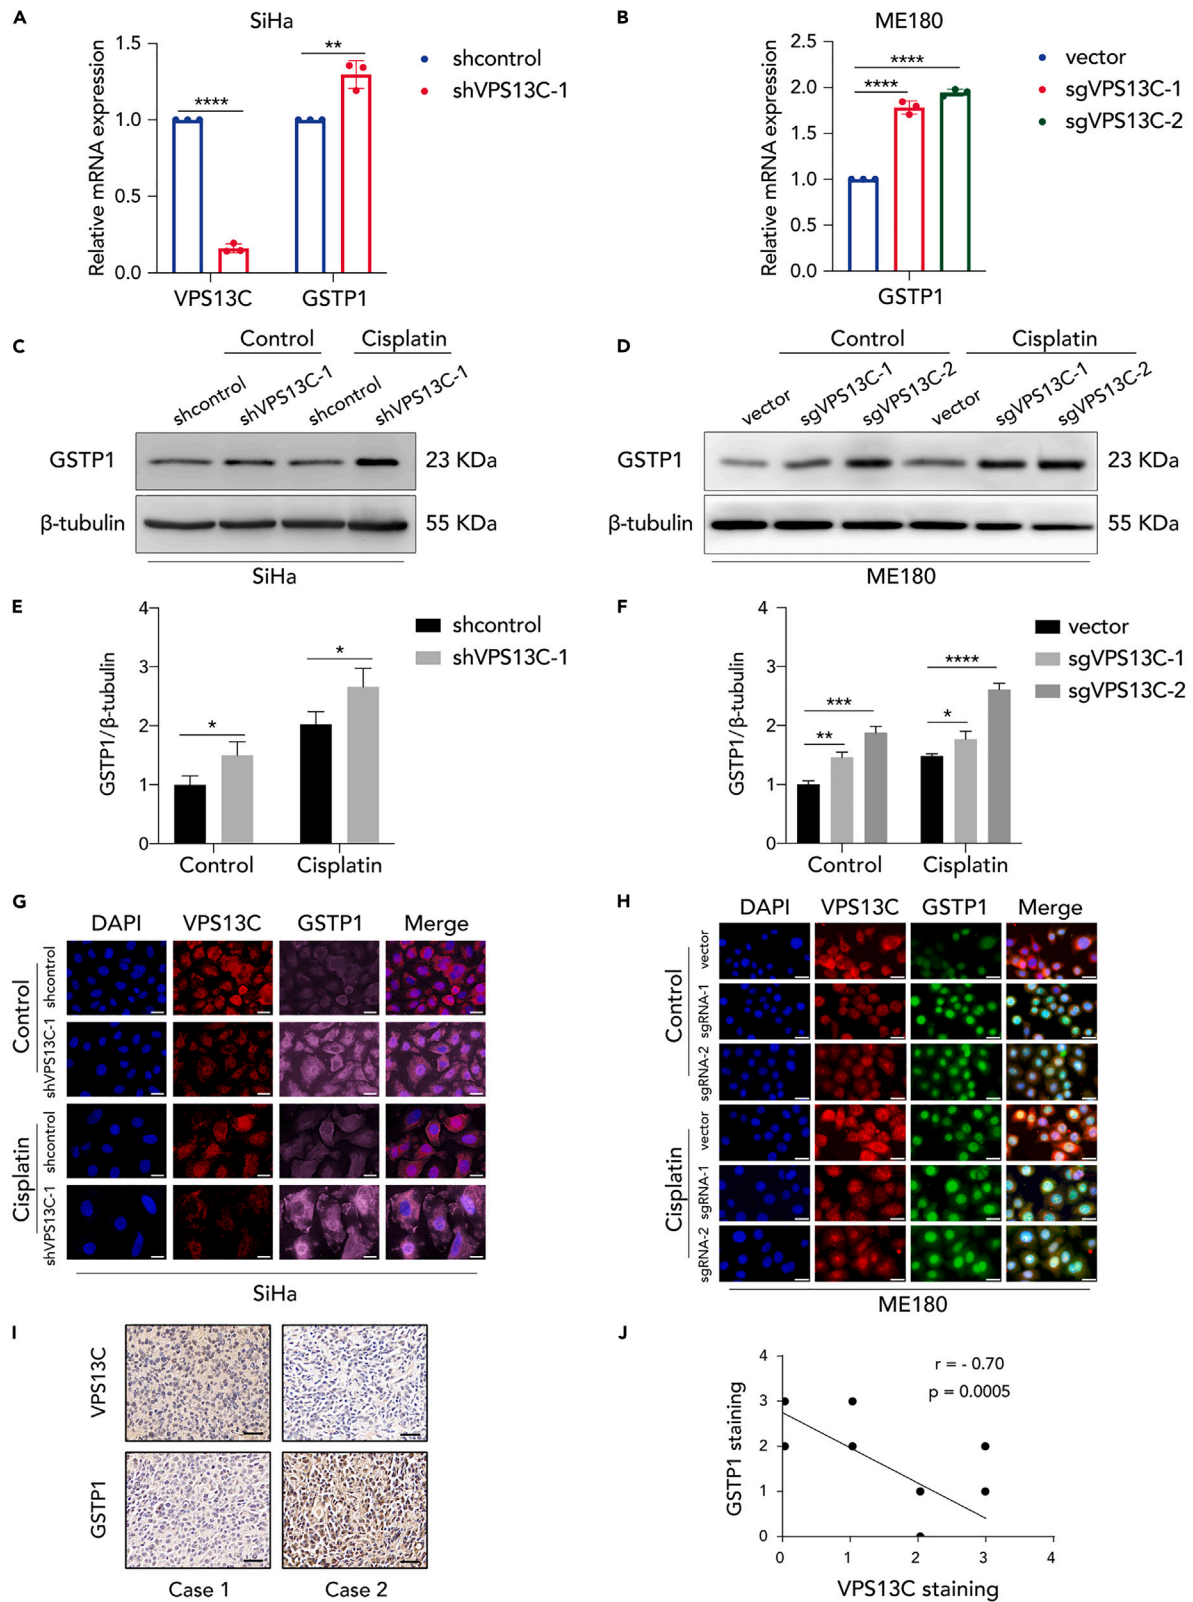 A
SiHa
Relative mRNA expression
1.5
1.0
0.5
0.0
****
**
VPS13C
GSTP1
shcontrol
shVPS13C-1
B
ME180
Relative mRNA expression
2.5
2.0
1.5
1.0
0.5
0.0
****
****
GSTP1
vector
sgVPS13C-1
sgVPS13C-2
C
Control
Cisplatin
shcontrol
shVPS13C-1
shcontrol
shVPS13C-1
GSTP1
23 KDa
β-tubulin
55 KDa
SiHa
D
Control
Cisplatin
vector
sgVPS13C-1
sgVPS13C-2
vector
sgVPS13C-1
sgVPS13C-2
GSTP1
23 KDa
β-tubulin
55 KDa
ME180
E
GSTP1/β-tubulin
4
3
2
1
0
*
*
Control
Cisplatin
shcontrol
shVPS13C-1
F
GSTP1/β-tubulin
4
3
2
1
0
**
***
*
****
Control
Cisplatin
vector
sgVPS13C-1
sgVPS13C-2
G
DAPI
VPS13C
GSTP1
Merge
Control
shcontrol
shVPS13C-1
Cisplatin
shcontrol
shVPS13C-1
SiHa
H
DAPI
VPS13C
GSTP1
Merge
Control
vector
sgRNA-1
sgRNA-2
Cisplatin
vector
sgRNA-1
sgRNA-2
ME180
I
VPS13C
GSTP1
Case 1
Case 2
J
GSTP1 staining
4
3
2
1
0
r = - 0.70
p = 0.0005
0
1
2
3
4
VPS13C staining